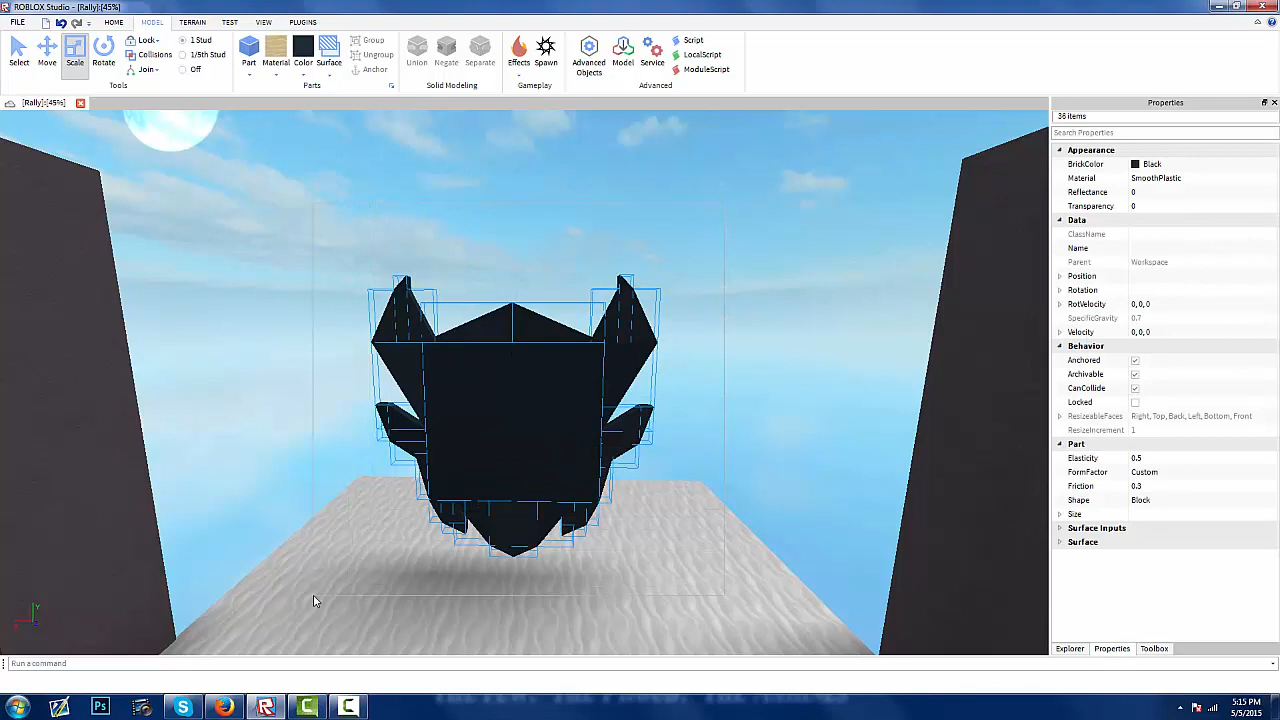 ROBLOX Studio - [Rally]:[45%]
FILE HOME MODEL TERRAIN TEST VIEW PLUGINS
Select Move Scale Rotate
Lock
Collisions
Join
1 Stud
1/5th Stud
Off
Part Material Color Surface
Group
Ungroup
Anchor
Union Negate Separate
Effects Spawn
Advanced Objects Model Service
Script
LocalScript
ModuleScript
Tools Parts Solid Modeling Gameplay Advanced
[Rally]:[45%]
Properties
36 items
Search Properties
Appearance
BrickColor Black
Material SmoothPlastic
Reflectance 0
Transparency 0
Data
ClassName
Name
Parent Workspace
Position
Rotation
RotVelocity 0,0,0
SpecificGravity 0.7
Velocity 0,0,0
Behavior
Anchored
Archivable
CanCollide
Locked
ResizeableFaces Right, Top, Back, Left, Bottom, Front
ResizeIncrement 1
Part
Elasticity 0.5
FormFactor Custom
Friction 0.3
Shape Block
Size
Surface Inputs
Surface
Y
Explorer Properties Toolbox
Run a command
Ps
5:15 PM
5/5/2015